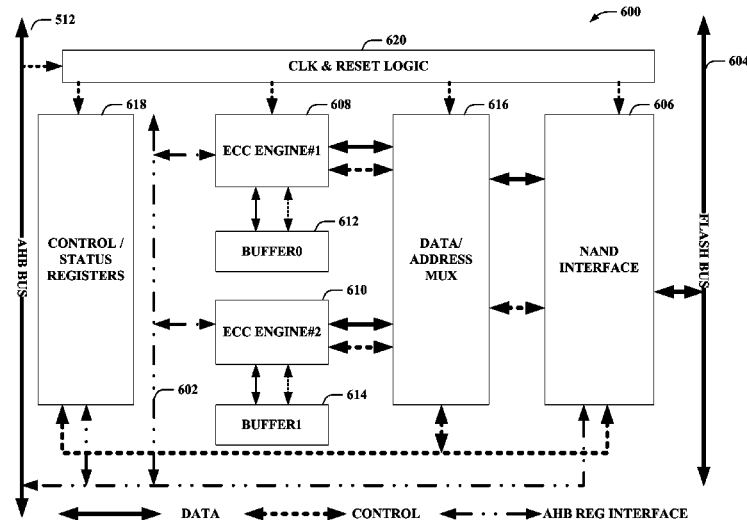 512
600
620
CLK & RESET LOGIC
604
618
608
616
606
ECC ENGINE#1
612
BUFFER0
CONTROL /
STATUS
REGISTERS
DATA/
ADDRESS
MUX
NAND
INTERFACE
AHB BUS
FLASH BUS
610
ECC ENGINE#2
602
614
BUFFER1
DATA
CONTROL
AHB REG INTERFACE